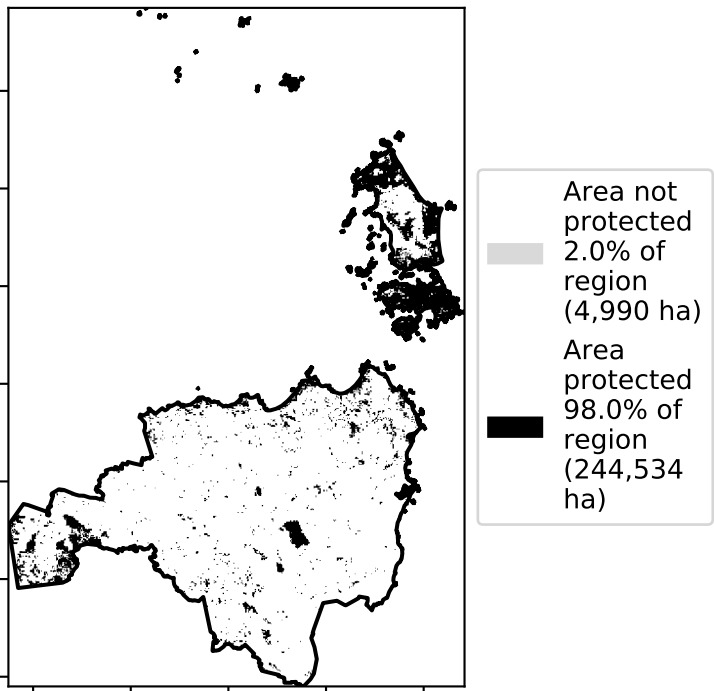 Area not
protected
2.0% of
region
(4,990 ha)
Area
protected
98.0% of
region
(244,534
ha)